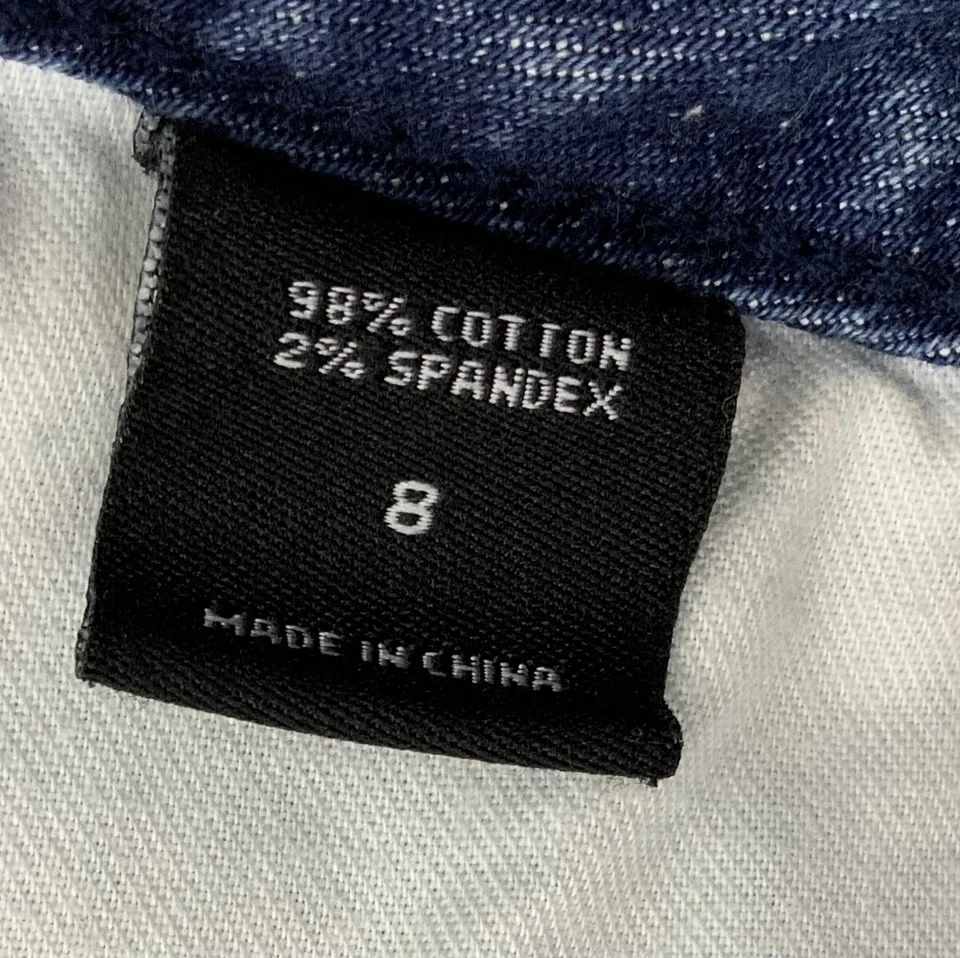 98% COTTON
2% SPANDEX
8
MADE IN CHINA